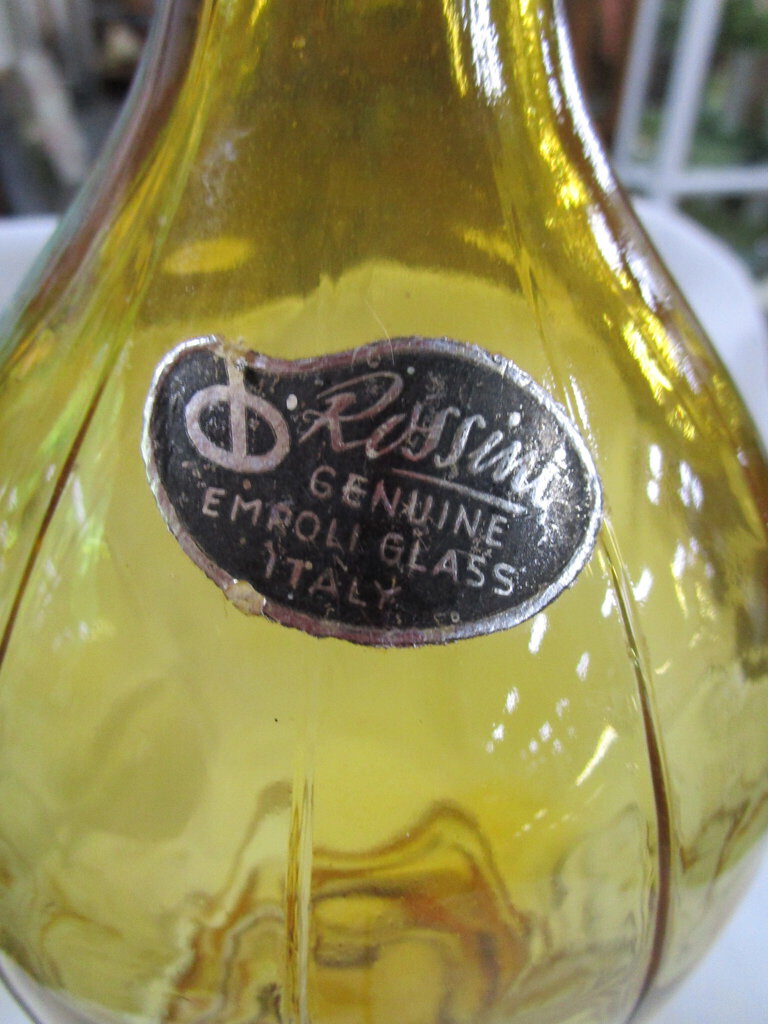 Rossini
GENUINE
EMPOLI GLASS
ITALY